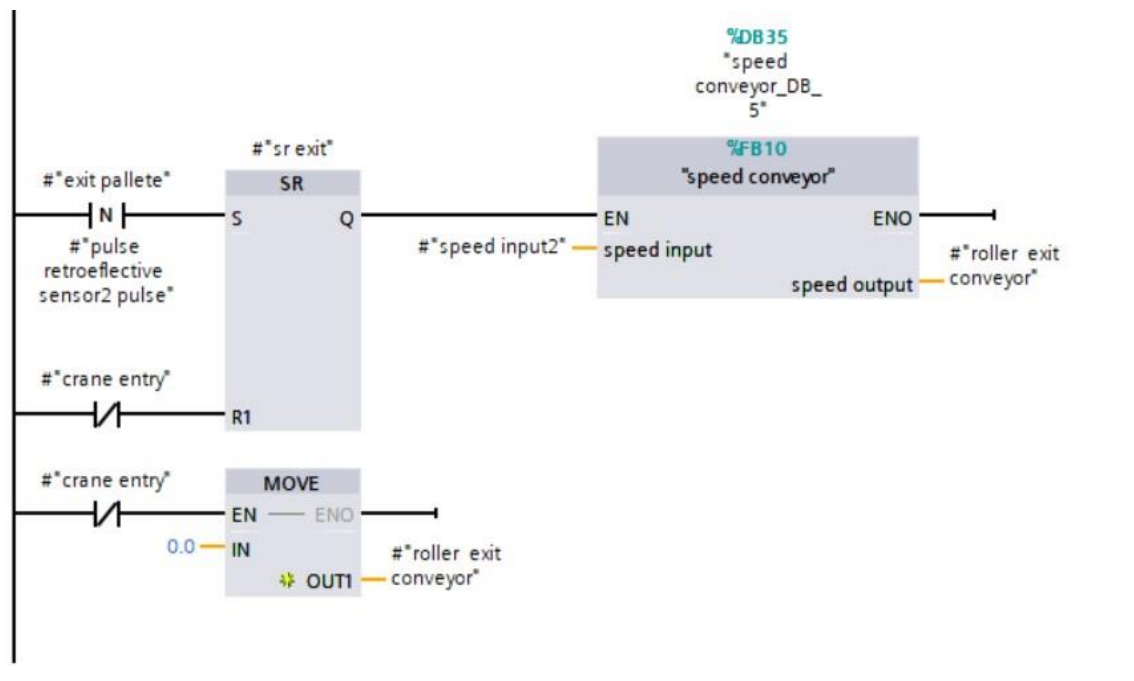 %DB35
"speed
conveyor_DB_
5"
#"sr exit"
%FB10
#"exit pallete"
SR
"speed conveyor"
N
S
Q
EN
ENO
#"pulse
retroeflective
sensor2 pulse"
#"speed input2"
speed input
#"roller exit
conveyor"
speed output
#"crane entry"
R1
#"crane entry"
MOVE
EN
ENO
0.0
IN
#"roller exit
conveyor"
OUT1